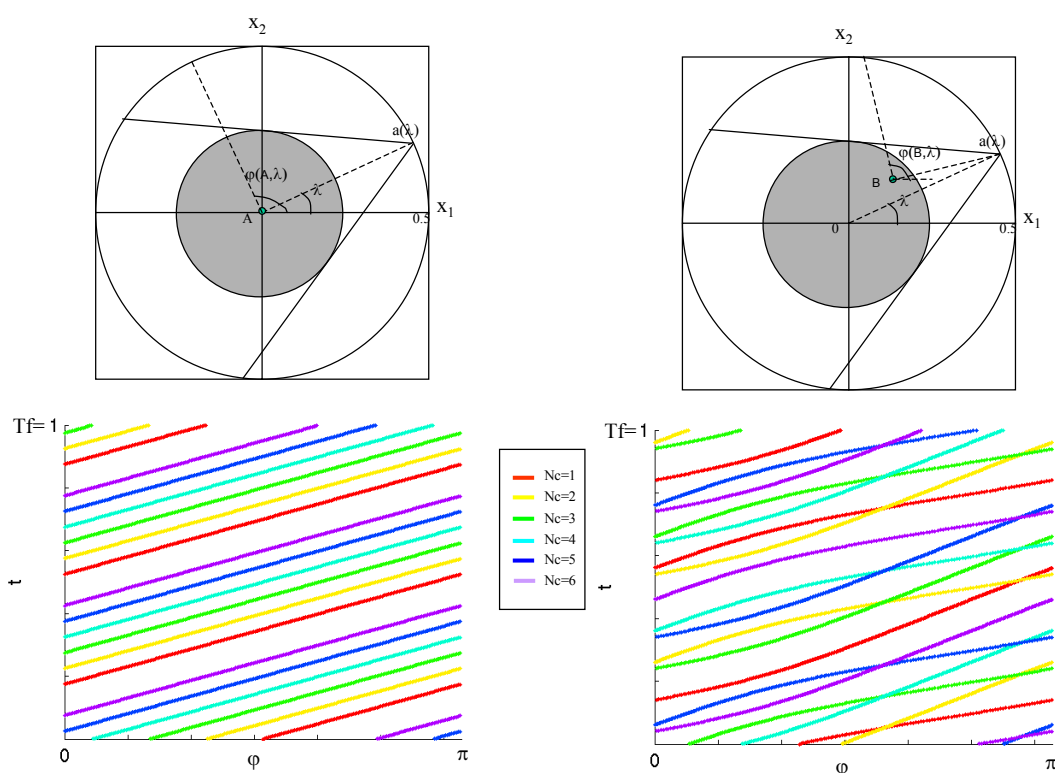 x2
x2
a(λ)
φ(A,λ)
λ
A
0.5
x1
a(λ)
φ(B,λ)
B
λ
0
0.5
x1
Tf=1
t
0
φ
π
Nc=1
Nc=2
Nc=3
Nc=4
Nc=5
Nc=6
Tf=1
t
0
φ
π